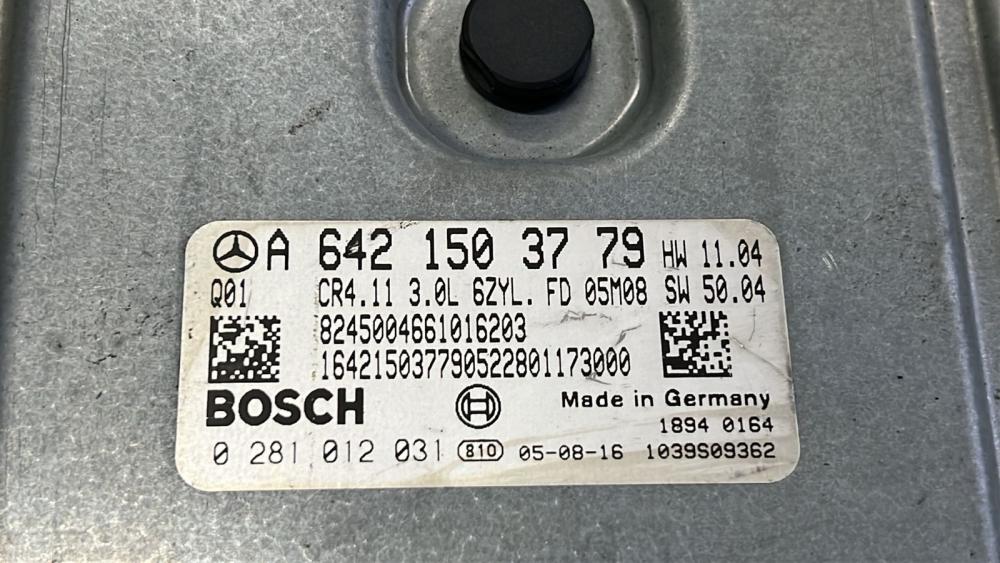 A 642 150 37 79 HW 11.04
Q01 CR4.11 3.0L 6ZYL. FD 05M08 SW 50.04
8245004661016203
164215037790522801173000
BOSCH Made in Germany
1894 0164
0 281 012 031 810 05-08-16 1039S09362